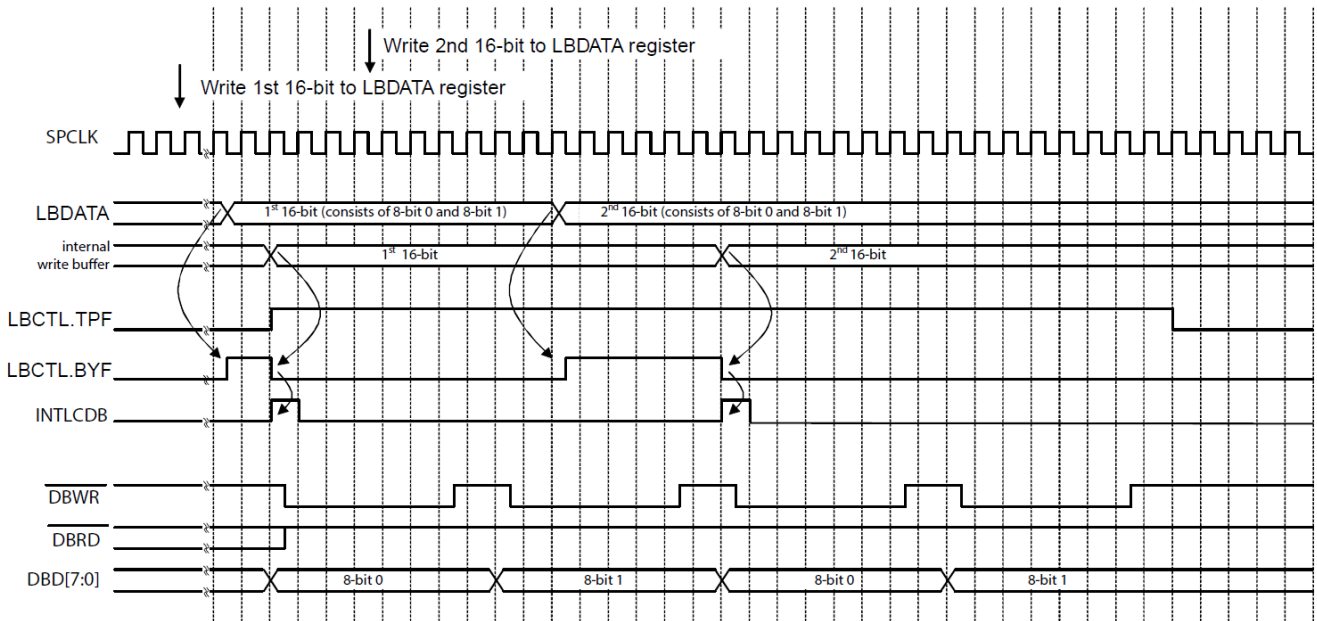 Write 2nd 16-bit to LBDATA register
Write 1st 16-bit to LBDATA register
SPCLK
LBDATA
1st 16-bit (consists of 8-bit 0 and 8-bit 1)
2nd 16-bit (consists of 8-bit 0 and 8-bit 1)
internal
write buffer
1st 16-bit
2nd 16-bit
LBCTL.TPF
LBCTL.BYF
INTLCDB
DBWR
DBRD
DBD[7:0]
8-bit 0
8-bit 1
8-bit 0
8-bit 1